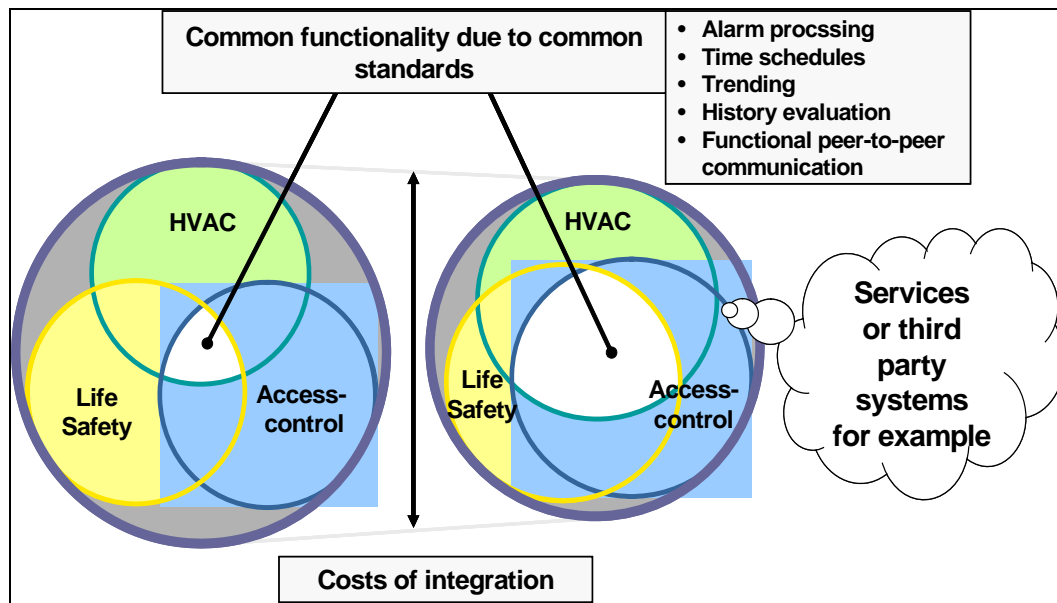 Common functionality due to common
standards
• Alarm procssing
• Time schedules
• Trending
• History evaluation
• Functional peer-to-peer
communication
HVAC
Life
Safety
Access-
control
HVAC
Life
Safety
Access-
control
Services
or third
party
systems
for example
Costs of integration